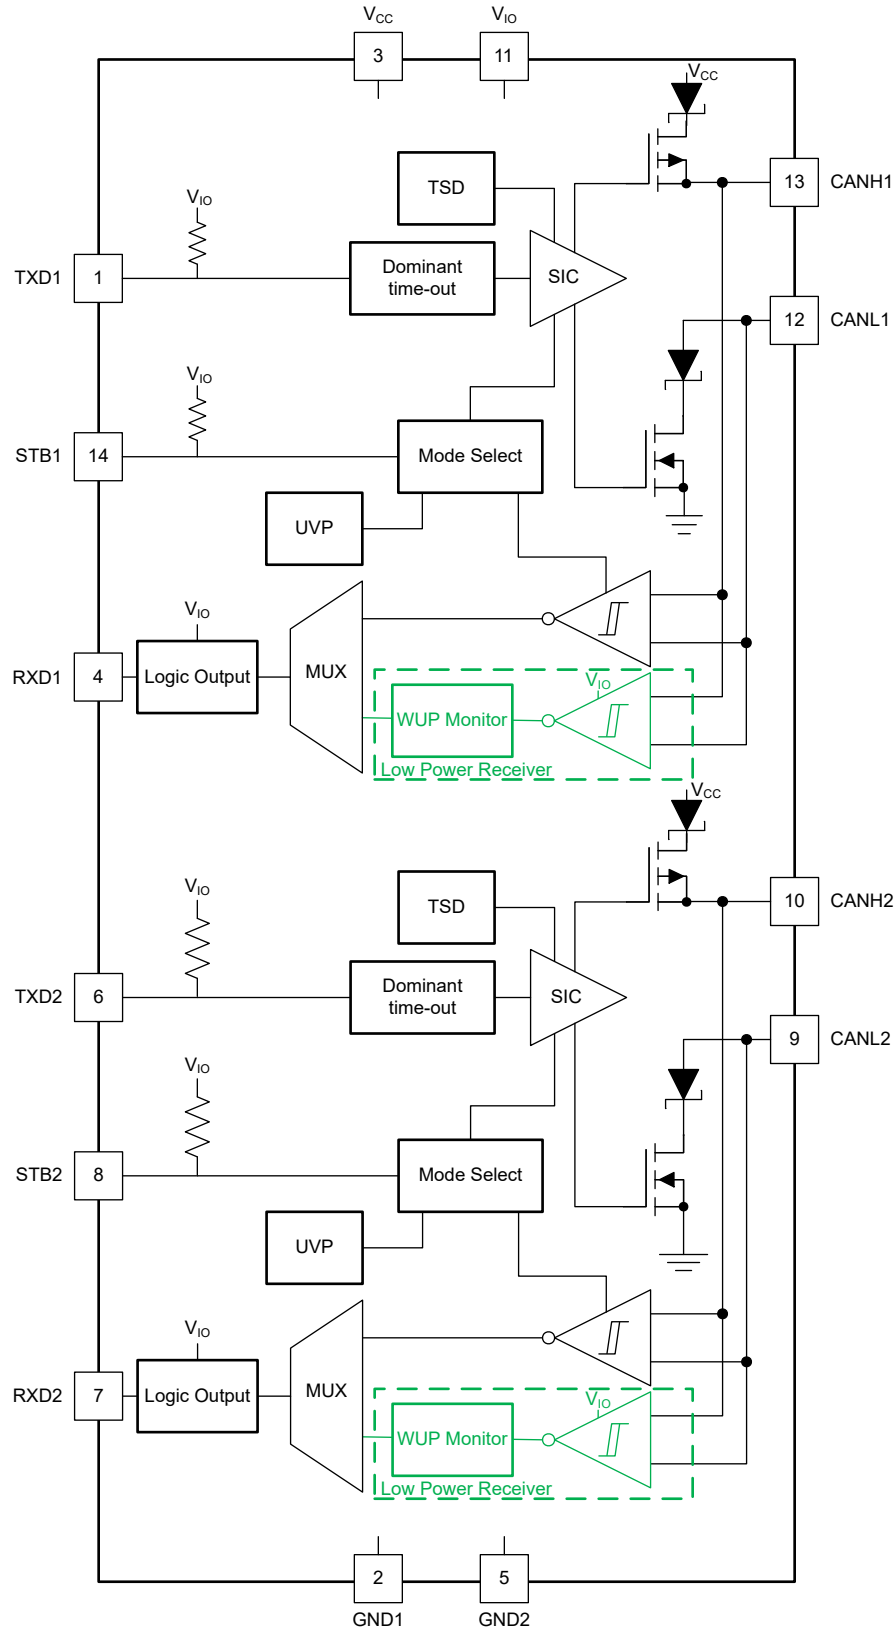 VCC
VIO
3
11
VCC
TSD
13
CANH1
VIO
TXD1
1
Dominant
time-out
SIC
12
CANL1
VIO
STB1
14
Mode Select
UVP
VIO
RXD1
4
Logic Output
MUX
VIO
WUP Monitor
Low Power Receiver
VCC
TSD
10
CANH2
VIO
TXD2
6
Dominant
time-out
SIC
9
CANL2
VIO
STB2
8
Mode Select
UVP
VIO
RXD2
7
Logic Output
MUX
VIO
WUP Monitor
Low Power Receiver
2
5
GND1
GND2